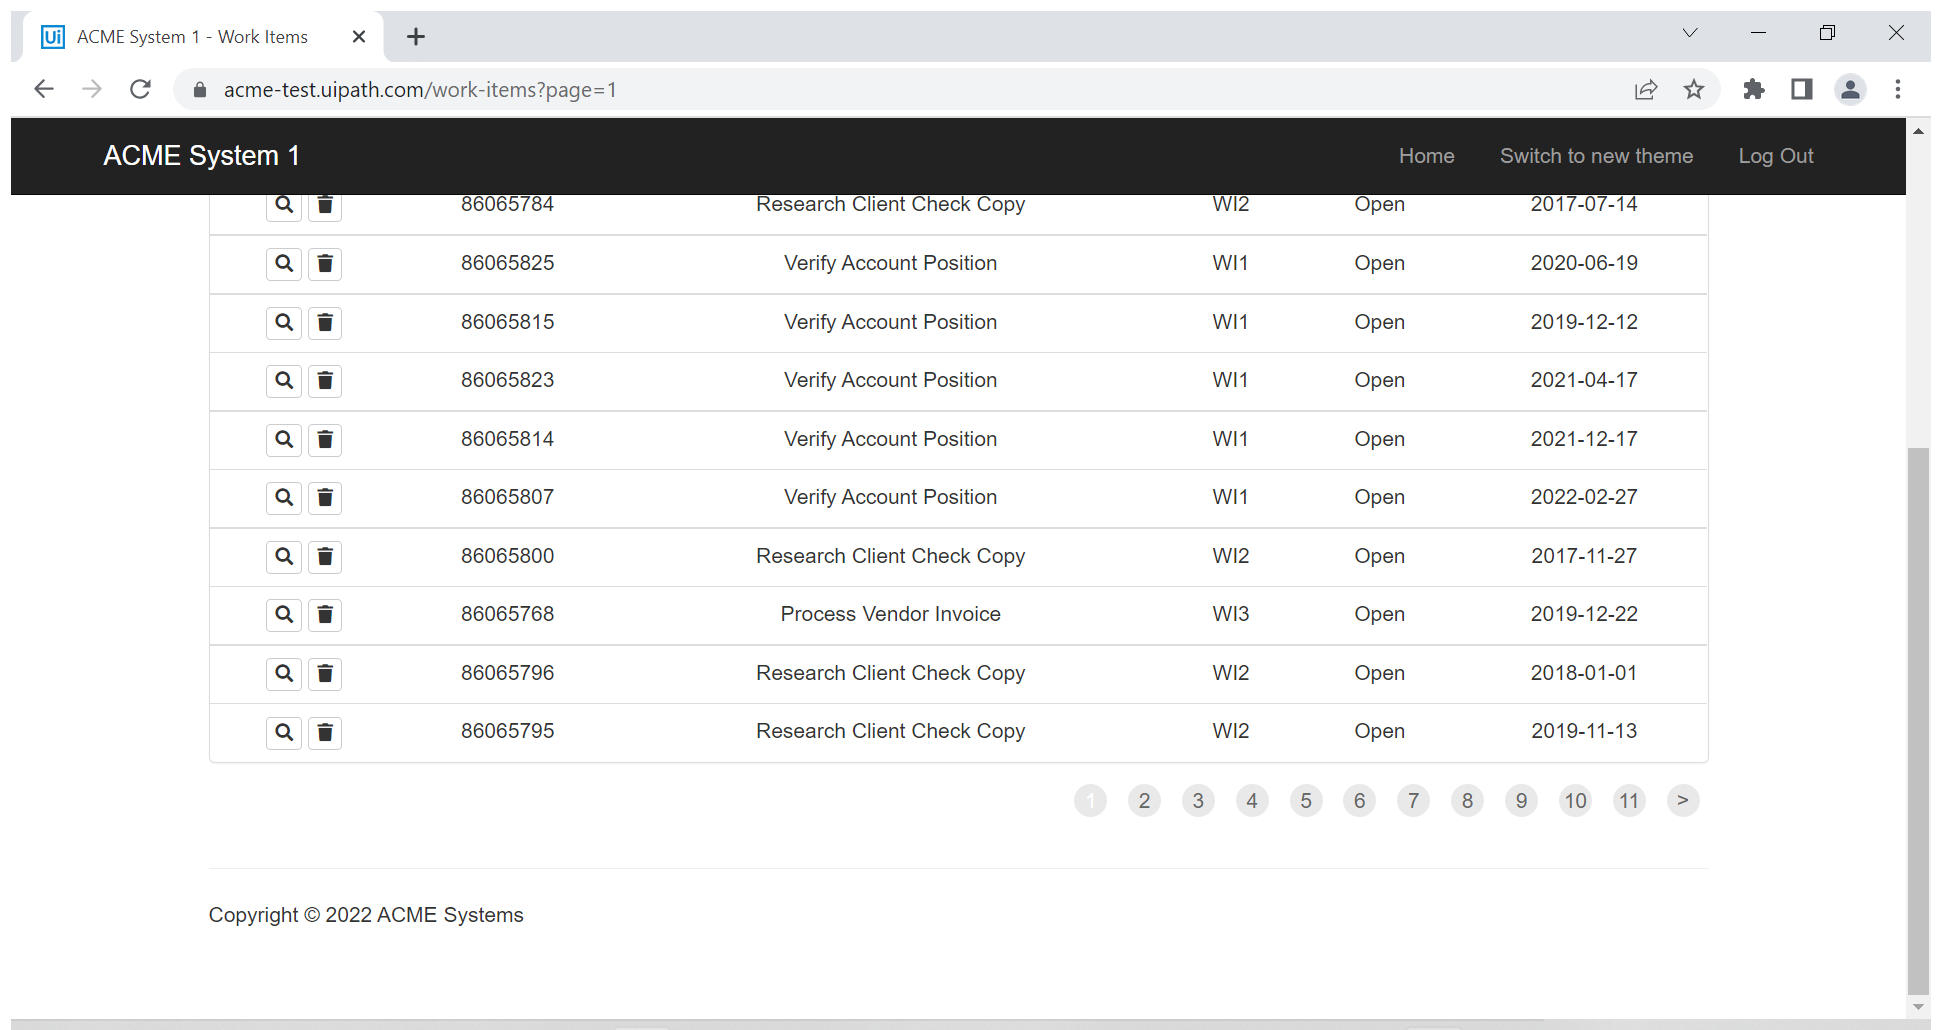 Ui ACME System 1 - Work Items
acme-test.uipath.com/work-items?page=1
ACME System 1 Home Switch to new theme Log Out
86065784 Research Client Check Copy WI2 Open 2017-07-14
86065825 Verify Account Position WI1 Open 2020-06-19
86065815 Verify Account Position WI1 Open 2019-12-12
86065823 Verify Account Position WI1 Open 2021-04-17
86065814 Verify Account Position WI1 Open 2021-12-17
86065807 Verify Account Position WI1 Open 2022-02-27
86065800 Research Client Check Copy WI2 Open 2017-11-27
86065768 Process Vendor Invoice WI3 Open 2019-12-22
86065796 Research Client Check Copy WI2 Open 2018-01-01
86065795 Research Client Check Copy WI2 Open 2019-11-13
1 2 3 4 5 6 7 8 9 10 11 >
Copyright © 2022 ACME Systems